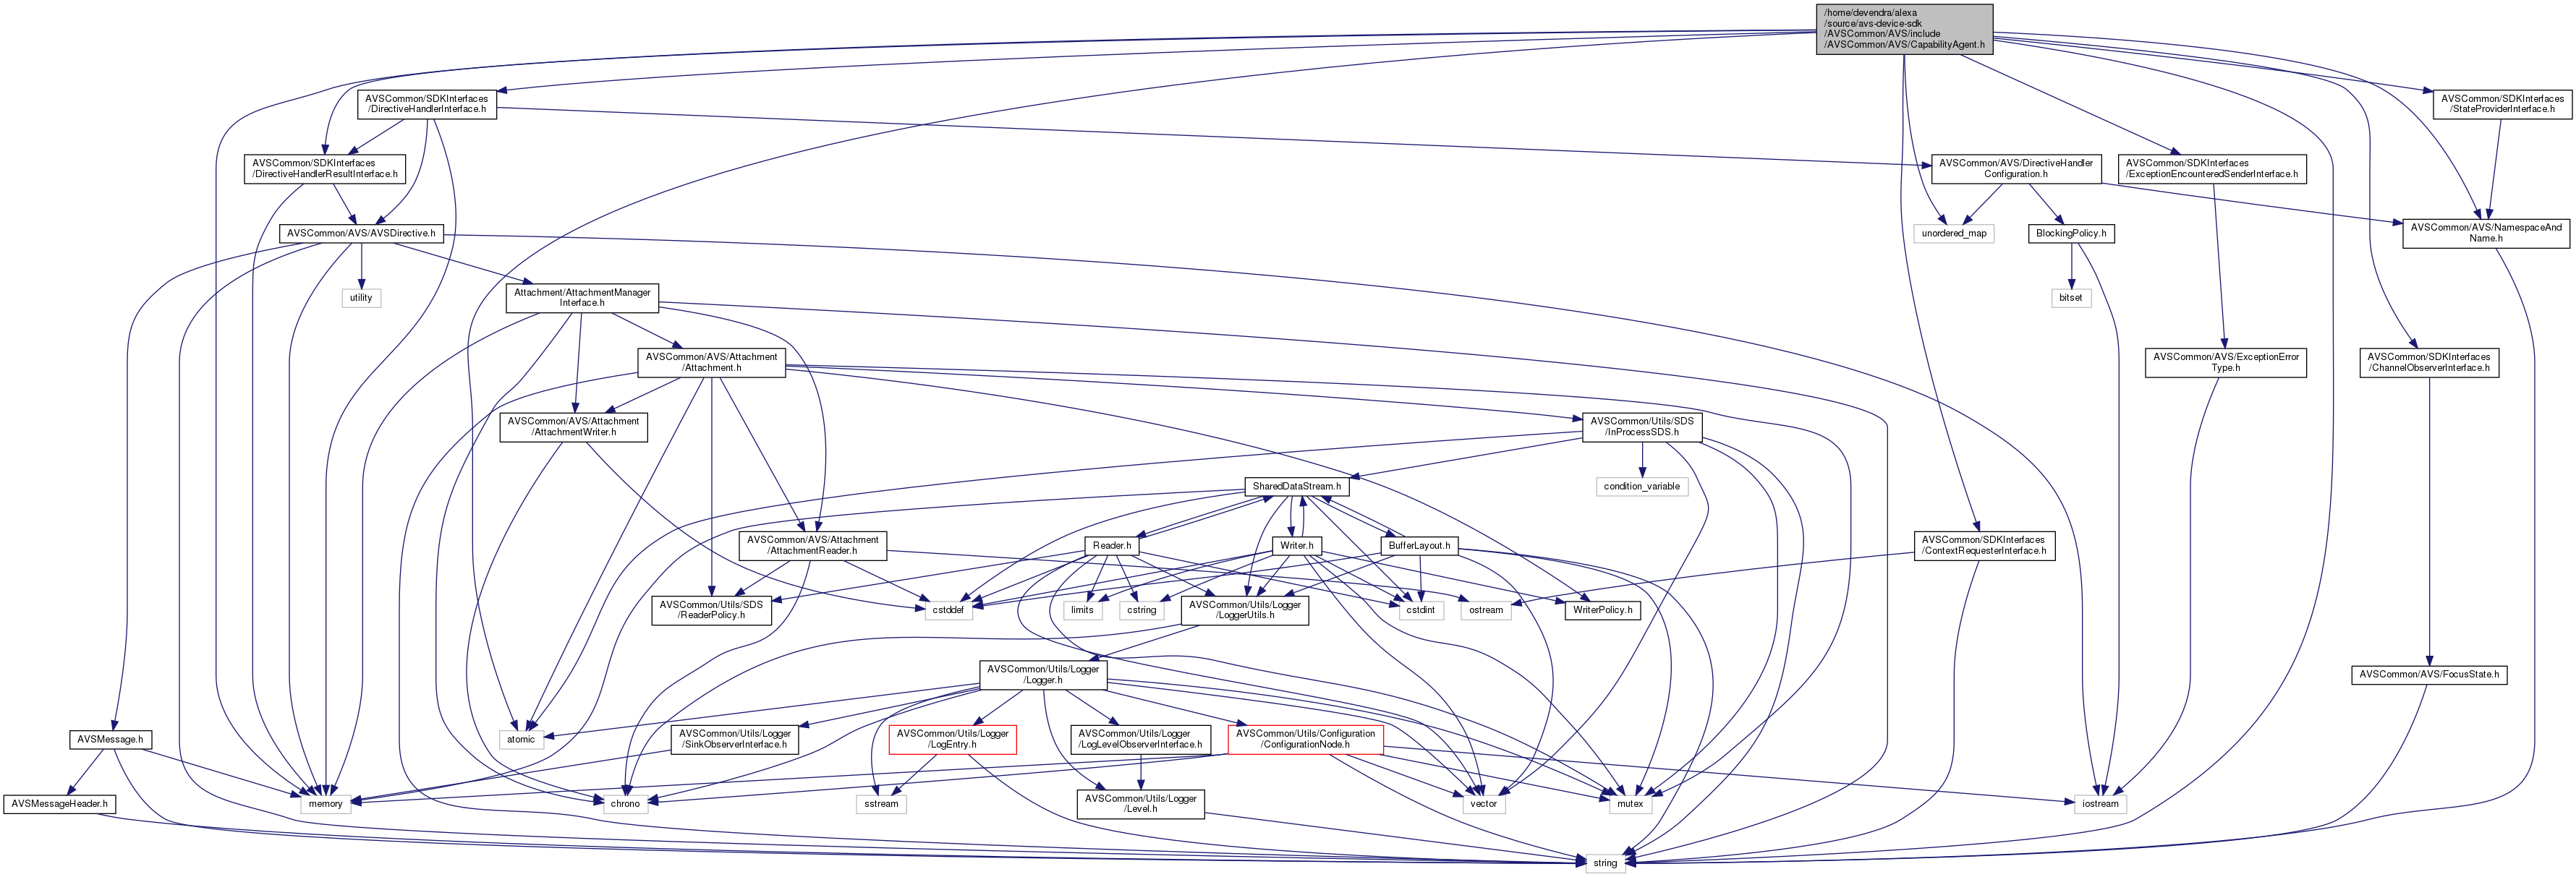 /home/devendra/alexa
/source/avs-device-sdk
/AVSCommon/AVS/include
/AVSCommon/AVS/CapabilityAgent.h
AVSCommon/SDKInterfaces
/DirectiveHandlerInterface.h
AVSCommon/SDKInterfaces
/StateProviderInterface.h
AVSCommon/SDKInterfaces
/DirectiveHandlerResultInterface.h
AVSCommon/AVS/DirectiveHandler
Configuration.h
AVSCommon/SDKInterfaces
/ExceptionEncounteredSenderInterface.h
AVSCommon/AVS/AVSDirective.h
unordered_map
BlockingPolicy.h
AVSCommon/AVS/NamespaceAnd
Name.h
utility
Attachment/AttachmentManager
Interface.h
bitset
AVSCommon/AVS/Attachment
/Attachment.h
AVSCommon/AVS/ExceptionError
Type.h
AVSCommon/SDKInterfaces
/ChannelObserverInterface.h
AVSCommon/AVS/Attachment
/AttachmentWriter.h
AVSCommon/Utils/SDS
/InProcessSDS.h
SharedDataStream.h
condition_variable
AVSCommon/AVS/Attachment
/AttachmentReader.h
Reader.h
Writer.h
BufferLayout.h
AVSCommon/SDKInterfaces
/ContextRequesterInterface.h
AVSCommon/Utils/SDS
/ReaderPolicy.h
cstddef
limits
cstring
AVSCommon/Utils/Logger
/LoggerUtils.h
cstdint
ostream
WriterPolicy.h
AVSCommon/Utils/Logger
/Logger.h
AVSCommon/AVS/FocusState.h
AVSMessage.h
atomic
AVSCommon/Utils/Logger
/SinkObserverInterface.h
AVSCommon/Utils/Logger
/LogEntry.h
AVSCommon/Utils/Logger
/LogLevelObserverInterface.h
AVSCommon/Utils/Configuration
/ConfigurationNode.h
AVSMessageHeader.h
memory
chrono
sstream
AVSCommon/Utils/Logger
/Level.h
vector
mutex
iostream
string